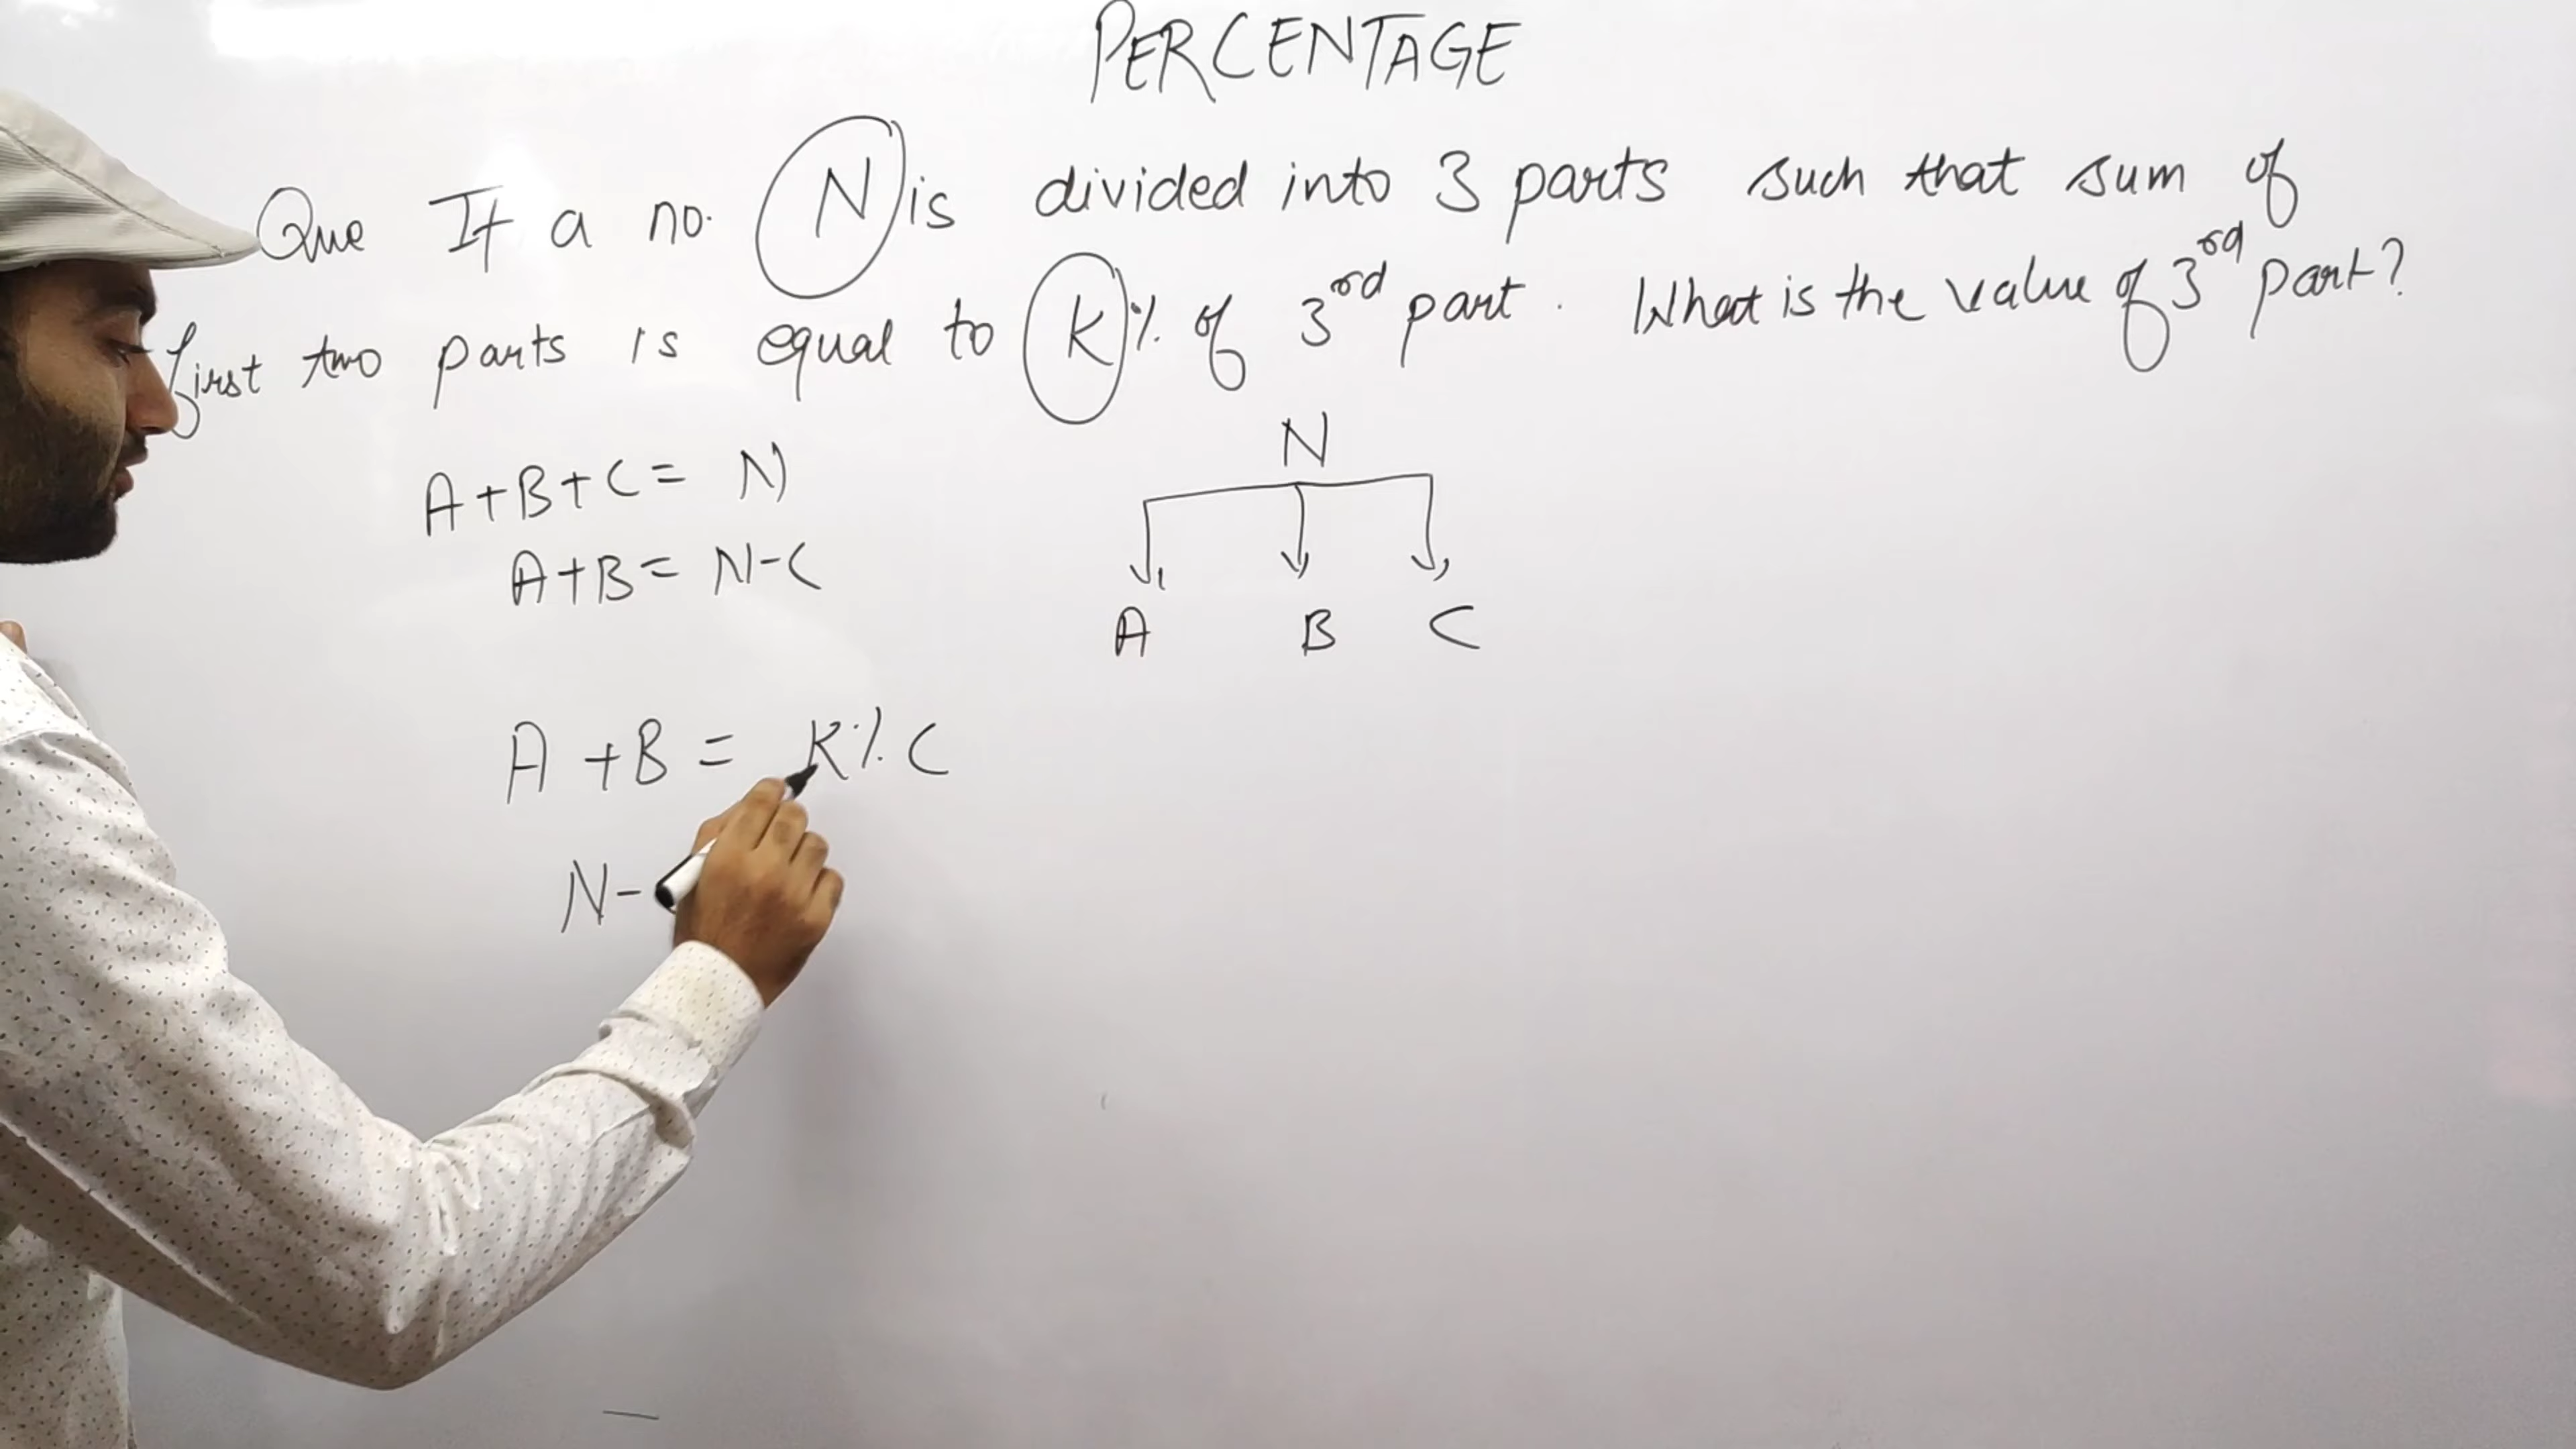 PERCENTAGE
Que If a no. N is divided into 3 parts such that sum of
first two parts is equal to K% of 3rd part. What is the value of 3rd part?
A+B+C= N
A+B= N-C
N
A B C
A +B = K% C
N-